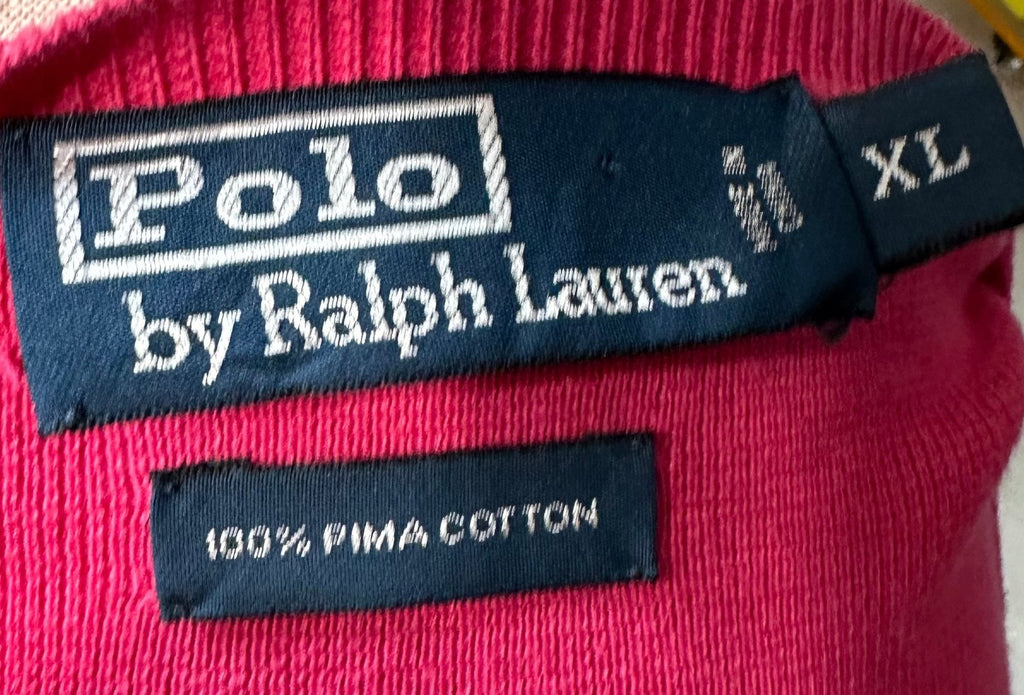 Polo
by Ralph Lauren
XL
100% PIMA COTTON